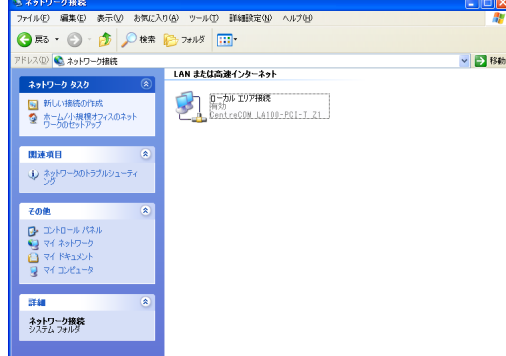 ネットワーク接続
ファイル(F) 編集(E) 表示(V) お気に入り(A) ツール(T) 詳細設定(N) ヘルプ(H)
戻る 検索 フォルダ
アドレス(D) ネットワーク接続 移動
ネットワーク タスク
新しい接続の作成
ホーム/小規模オフィスのネット
ワークのセットアップ
関連項目
ネットワークのトラブルシューティ
ング
その他
コントロール パネル
マイ ネットワーク
マイ ドキュメント
マイ コンピュータ
詳細
ネットワーク接続
システム フォルダ
LAN または高速インターネット
ローカル エリア接続
有効
CentreCOM LA100-PCI-T Z1